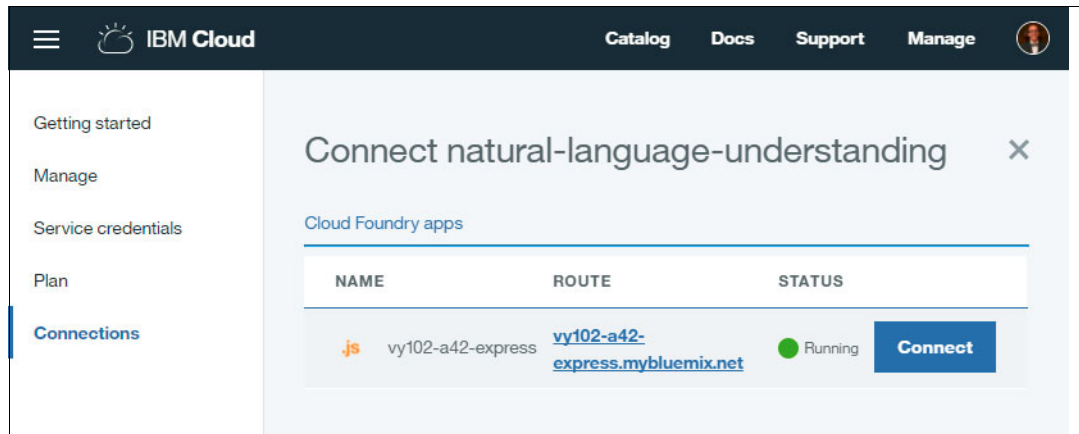 IBM Cloud Catalog Docs Support Manage
Getting started
Manage
Service credentials
Plan
Connections
Connect natural-language-understanding ×
Cloud Foundry apps
NAME ROUTE STATUS
.js vy102-a42-express vy102-a42-
express.mybluemix.net Running Connect